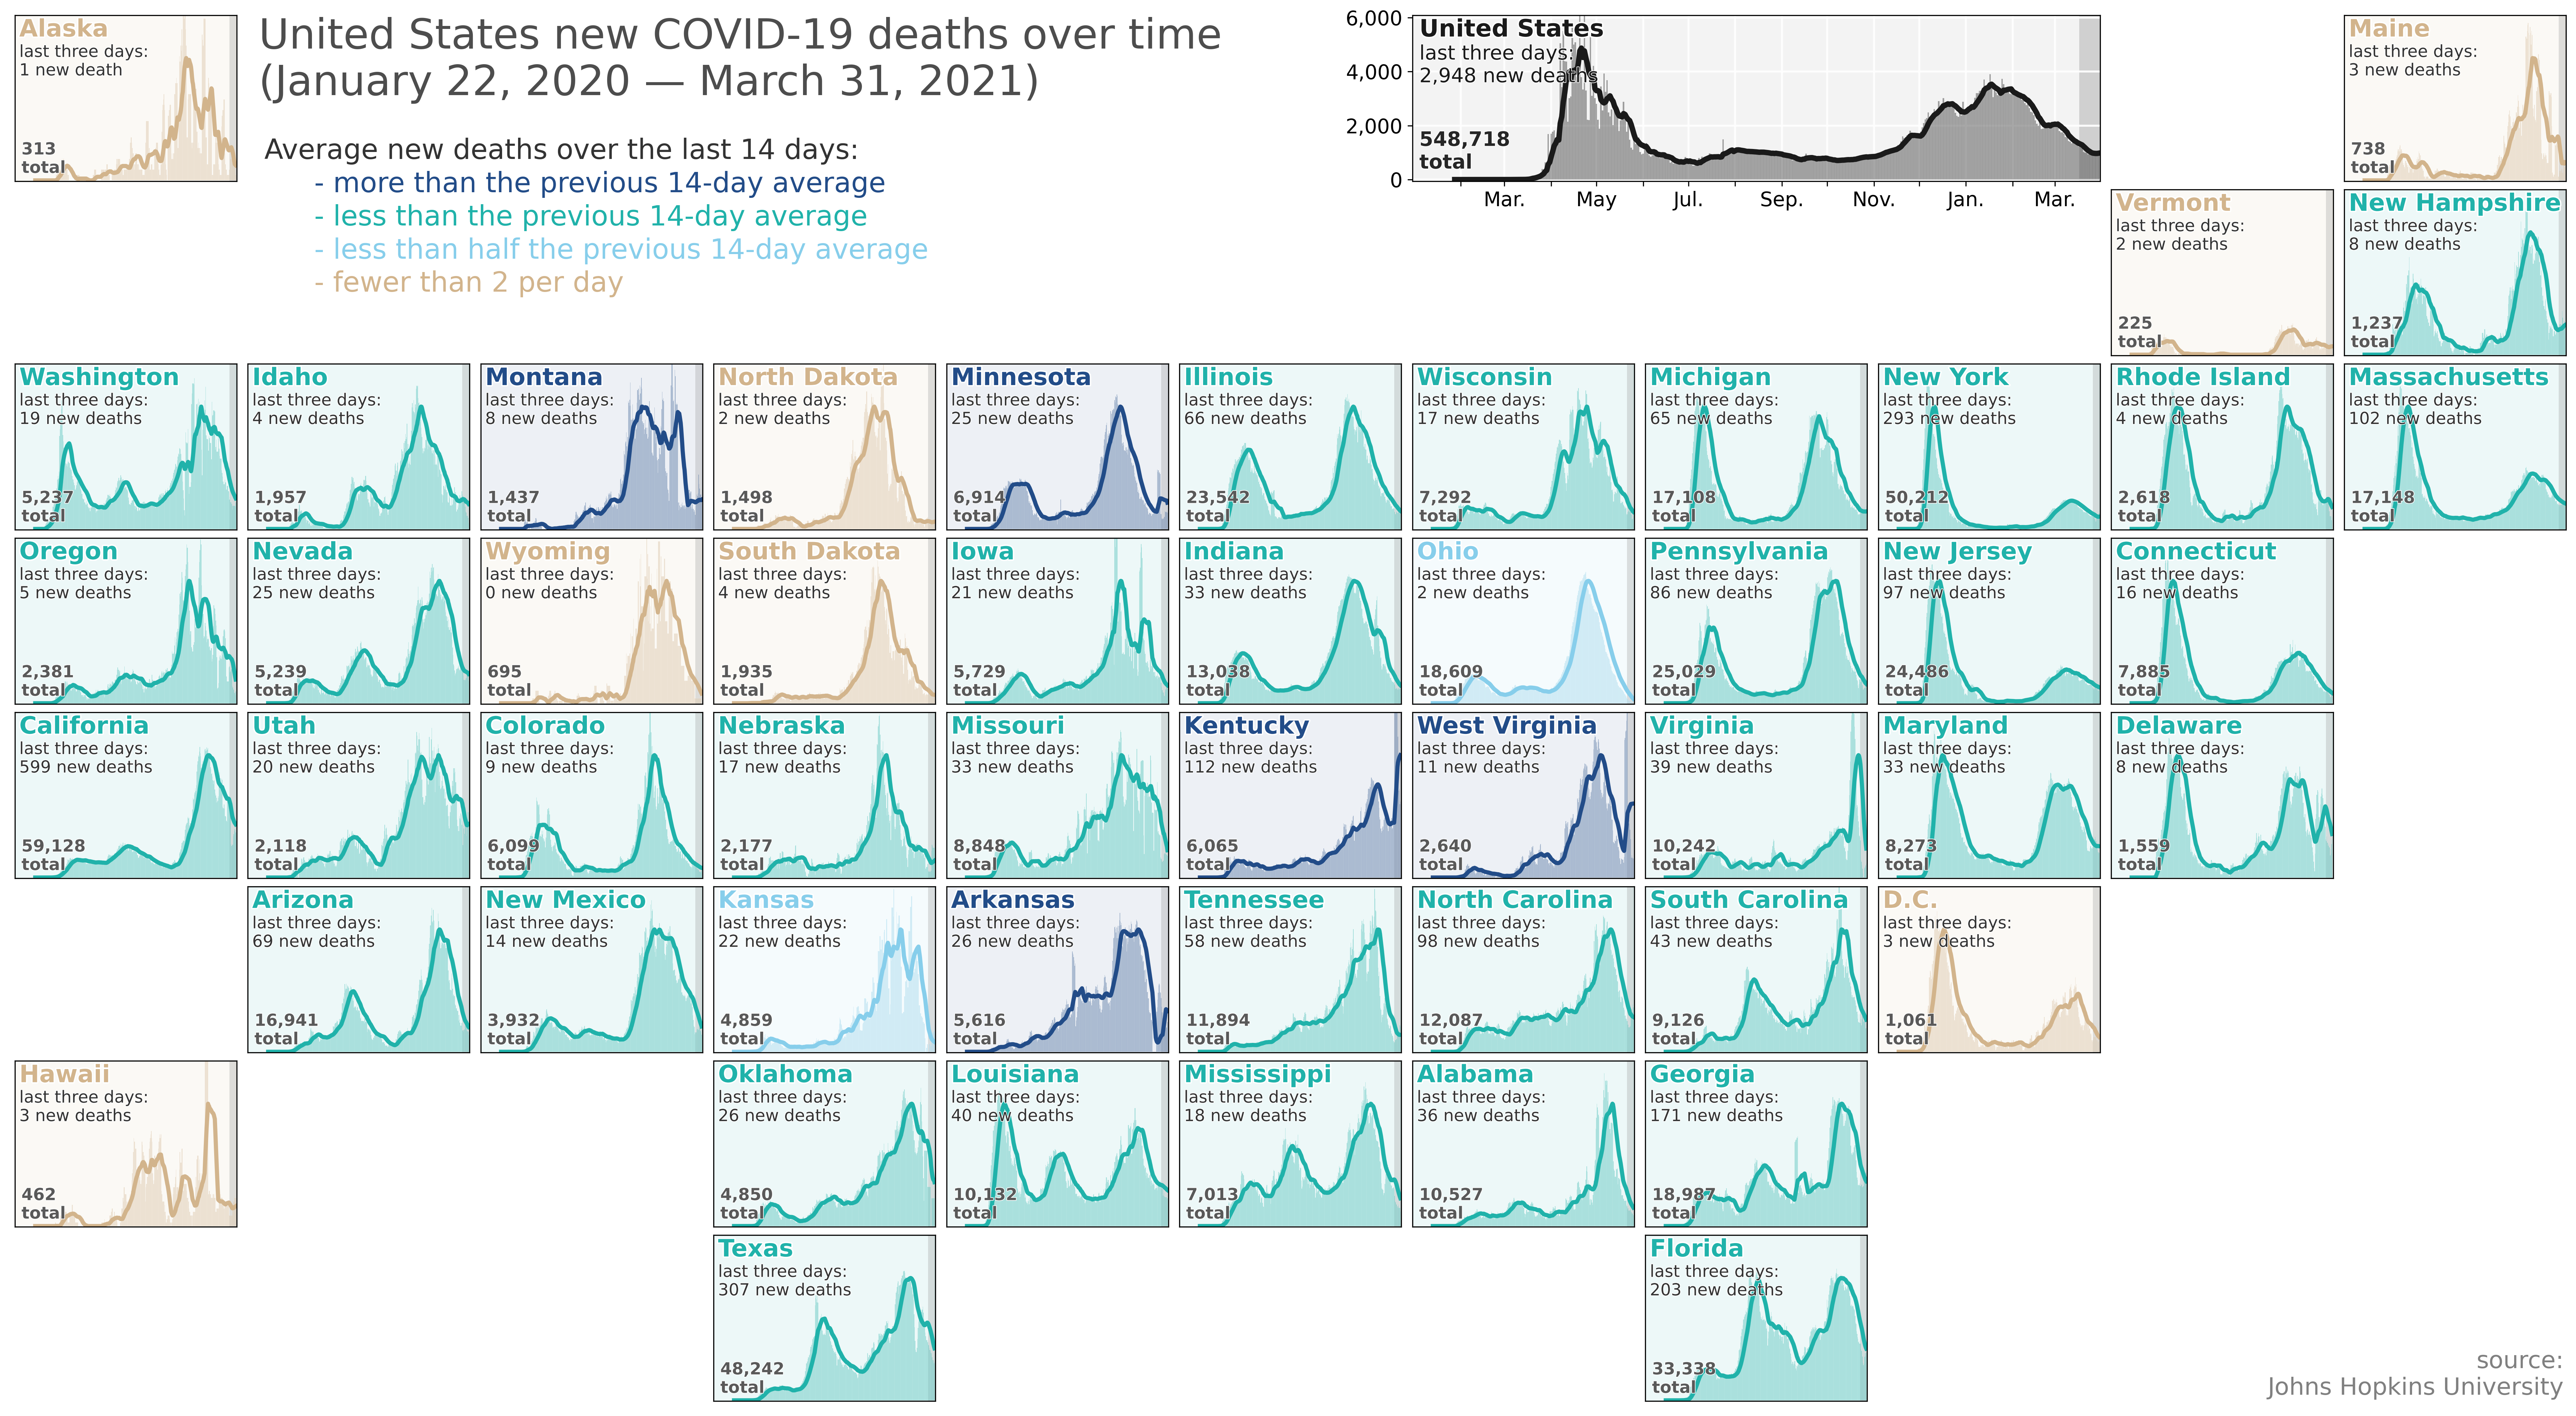 Alaska
last three days:
1 new death
313
total
United States new COVID-19 deaths over time
(January 22, 2020 — March 31, 2021)
Average new deaths over the last 14 days:
- more than the previous 14-day average
- less than the previous 14-day average
- less than half the previous 14-day average
- fewer than 2 per day
6,000
4,000
2,000
0
United States
last three days:
2,948 new deaths
548,718
total
Mar. May Jul. Sep. Nov. Jan. Mar.
Maine
last three days:
3 new deaths
738
total
Vermont
last three days:
2 new deaths
225
total
New Hampshire
last three days:
8 new deaths
1,237
total
Washington
last three days:
19 new deaths
5,237
total
Idaho
last three days:
4 new deaths
1,957
total
Montana
last three days:
8 new deaths
1,437
total
North Dakota
last three days:
2 new deaths
1,498
total
Minnesota
last three days:
25 new deaths
6,914
total
Illinois
last three days:
66 new deaths
23,542
total
Wisconsin
last three days:
17 new deaths
7,292
total
Michigan
last three days:
65 new deaths
17,108
total
New York
last three days:
293 new deaths
50,212
total
Rhode Island
last three days:
4 new deaths
2,618
total
Massachusetts
last three days:
102 new deaths
17,148
total
Oregon
last three days:
5 new deaths
2,381
total
Nevada
last three days:
25 new deaths
5,239
total
Wyoming
last three days:
0 new deaths
695
total
South Dakota
last three days:
4 new deaths
1,935
total
Iowa
last three days:
21 new deaths
5,729
total
Indiana
last three days:
33 new deaths
13,038
total
Ohio
last three days:
2 new deaths
18,609
total
Pennsylvania
last three days:
86 new deaths
25,029
total
New Jersey
last three days:
97 new deaths
24,486
total
Connecticut
last three days:
16 new deaths
7,885
total
California
last three days:
599 new deaths
59,128
total
Utah
last three days:
20 new deaths
2,118
total
Colorado
last three days:
9 new deaths
6,099
total
Nebraska
last three days:
17 new deaths
2,177
total
Missouri
last three days:
33 new deaths
8,848
total
Kentucky
last three days:
112 new deaths
6,065
total
West Virginia
last three days:
11 new deaths
2,640
total
Virginia
last three days:
39 new deaths
10,242
total
Maryland
last three days:
33 new deaths
8,273
total
Delaware
last three days:
8 new deaths
1,559
total
Arizona
last three days:
69 new deaths
16,941
total
New Mexico
last three days:
14 new deaths
3,932
total
Kansas
last three days:
22 new deaths
4,859
total
Arkansas
last three days:
26 new deaths
5,616
total
Tennessee
last three days:
58 new deaths
11,894
total
North Carolina
last three days:
98 new deaths
12,087
total
South Carolina
last three days:
43 new deaths
9,126
total
D.C.
last three days:
3 new deaths
1,061
total
Hawaii
last three days:
3 new deaths
462
total
Oklahoma
last three days:
26 new deaths
4,850
total
Louisiana
last three days:
40 new deaths
10,132
total
Mississippi
last three days:
18 new deaths
7,013
total
Alabama
last three days:
36 new deaths
10,527
total
Georgia
last three days:
171 new deaths
18,987
total
Texas
last three days:
307 new deaths
48,242
total
Florida
last three days:
203 new deaths
33,338
total
source:
Johns Hopkins University